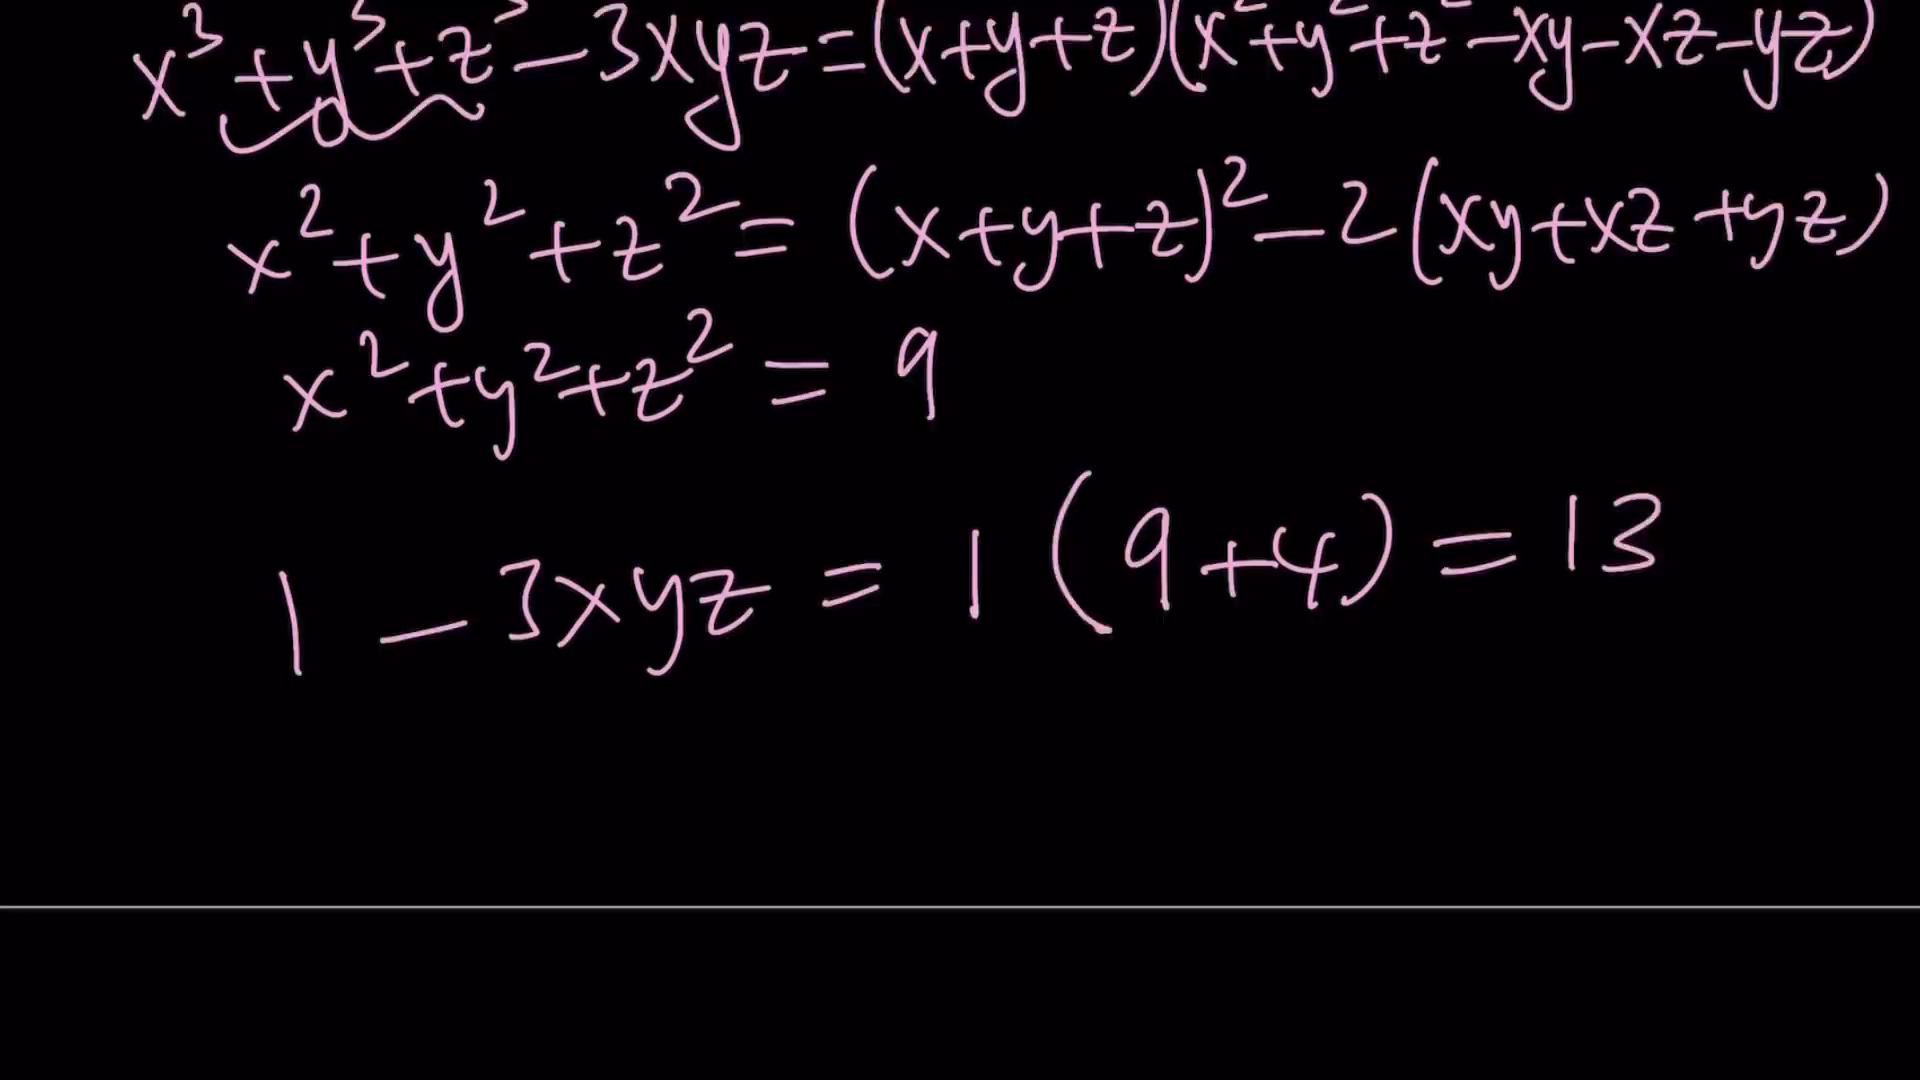 x³+y³+z³-3xyz=(x+y+z)(x²+y²+z²-xy-xz-yz)
x²+y²+z²=(x+y+z)²-2(xy+xz+yz)
x²+y²+z²=9
1-3xyz=1(9+4)=13